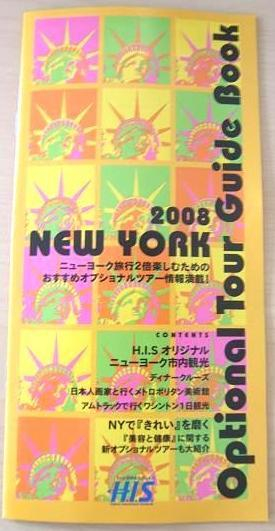 Optional Tour Guide Book
2008
NEW YORK
ニューヨーク旅行2倍楽しむための
おすすめオプショナルツアー情報満載!
CONTENTS
H.I.S オリジナル
ニューヨーク市内観光
ディナークルーズ
日本人画家と行くメトロポリタン美術館
アムトラックで行くワシントン1日観光
NYで『きれい』を磨く
『美容と健康』に関する
新オプショナルツアーも大紹介
H.I.S